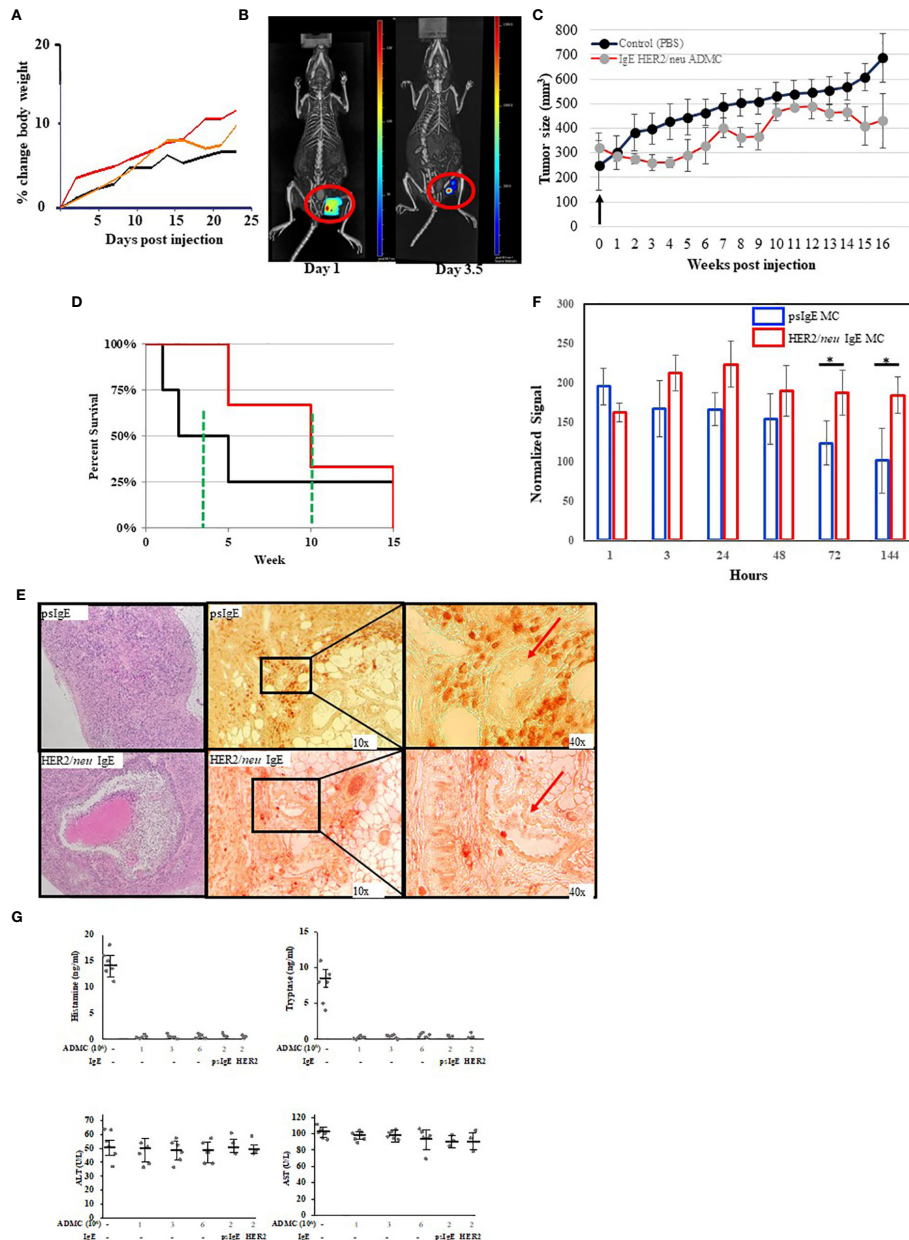 A
B
C
20
10
0
5 10 15 20 25
% change body weight
Days post injection
Day 1
Day 3.5
800
700
600
500
400
300
200
100
0
Tumor size (mm³)
Control (PBS)
IgE HER2/neu ADMC
0 1 2 3 4 5 6 7 8 9 10 11 12 13 14 15 16
Weeks post injection
D
100%
75%
50%
25%
0%
Percent Survival
0 5 10 15
Week
F
300
250
200
150
100
50
0
Normalized Signal
psIgE MC
HER2/neu IgE MC
* *
1 3 24 48 72 144
Hours
E
psIgE
psIgE
10x
40x
HER2/neu IgE
HER2/neu IgE
10x
40x
G
20
15
10
5
0
Histamine (ng/ml)
ADMC (10⁶) - 1 3 6 2 2
IgE - - - - psIgE HER2
15
10
5
0
Tryptase (ng/ml)
ADMC (10⁶) - 1 3 6 2 2
IgE - - - - psIgE HER2
70
60
50
40
30
20
10
0
ALT (U/L)
ADMC (10⁶) - 1 3 6 2 2
IgE - - - - psIgE HER2
120
100
80
60
40
20
0
AST (U/L)
ADMC (10⁶) - 1 3 6 2 2
IgE - - - - psIgE HER2